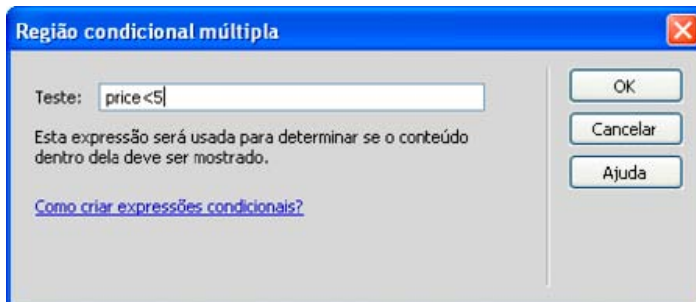 Região condicional múltipla
Teste: price<5
OK
Esta expressão será usada para determinar se o conteúdo
dentro dela deve ser mostrado.
Cancelar
Ajuda
Como criar expressões condicionais?